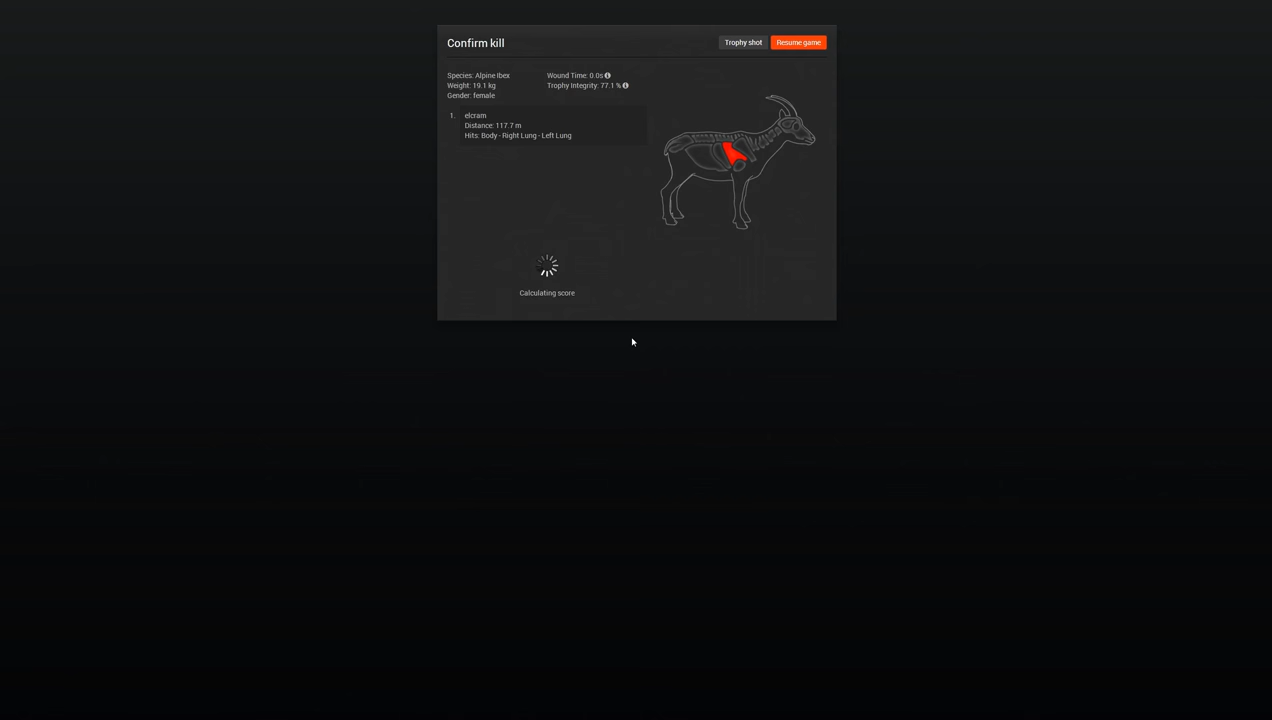 Confirm kill
Trophy shot
Resume game
Species: Alpine Ibex
Weight: 19.1 kg
Gender: female
Wound Time: 0.0s
Trophy Integrity: 77.1 %
1.
elcram
Distance: 117.7 m
Hits: Body - Right Lung - Left Lung
Calculating score